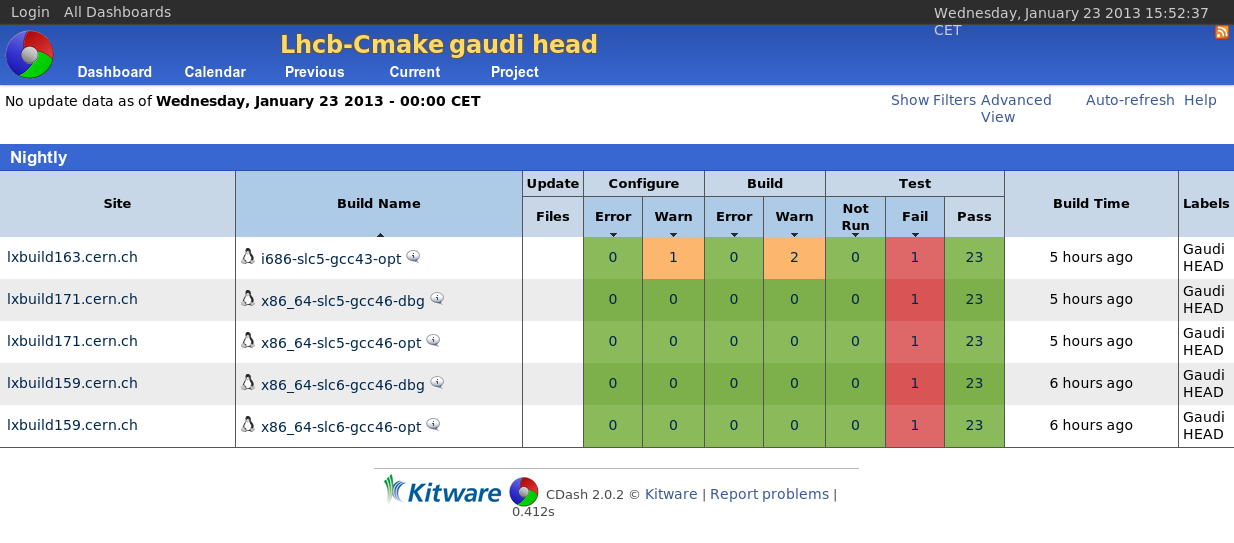 Login All Dashboards Wednesday, January 23 2013 15:52:37
CET
Lhcb-Cmake gaudi head
Dashboard Calendar Previous Current Project
No update data as of Wednesday, January 23 2013 - 00:00 CET Show Filters Advanced Auto-refresh Help
View
Nightly
Site Build Name Update Configure Build Test Build Time Labels
Files Error Warn Error Warn Not Run Fail Pass
lxbuild163.cern.ch i686-slc5-gcc43-opt 0 1 0 2 0 1 23 5 hours ago Gaudi
HEAD
lxbuild171.cern.ch x86_64-slc5-gcc46-dbg 0 0 0 0 0 1 23 5 hours ago Gaudi
HEAD
lxbuild171.cern.ch x86_64-slc5-gcc46-opt 0 0 0 0 0 1 23 5 hours ago Gaudi
HEAD
lxbuild159.cern.ch x86_64-slc6-gcc46-dbg 0 0 0 0 0 1 23 6 hours ago Gaudi
HEAD
lxbuild159.cern.ch x86_64-slc6-gcc46-opt 0 0 0 0 0 1 23 6 hours ago Gaudi
HEAD
Kitware CDash 2.0.2 © Kitware | Report problems |
0.412s